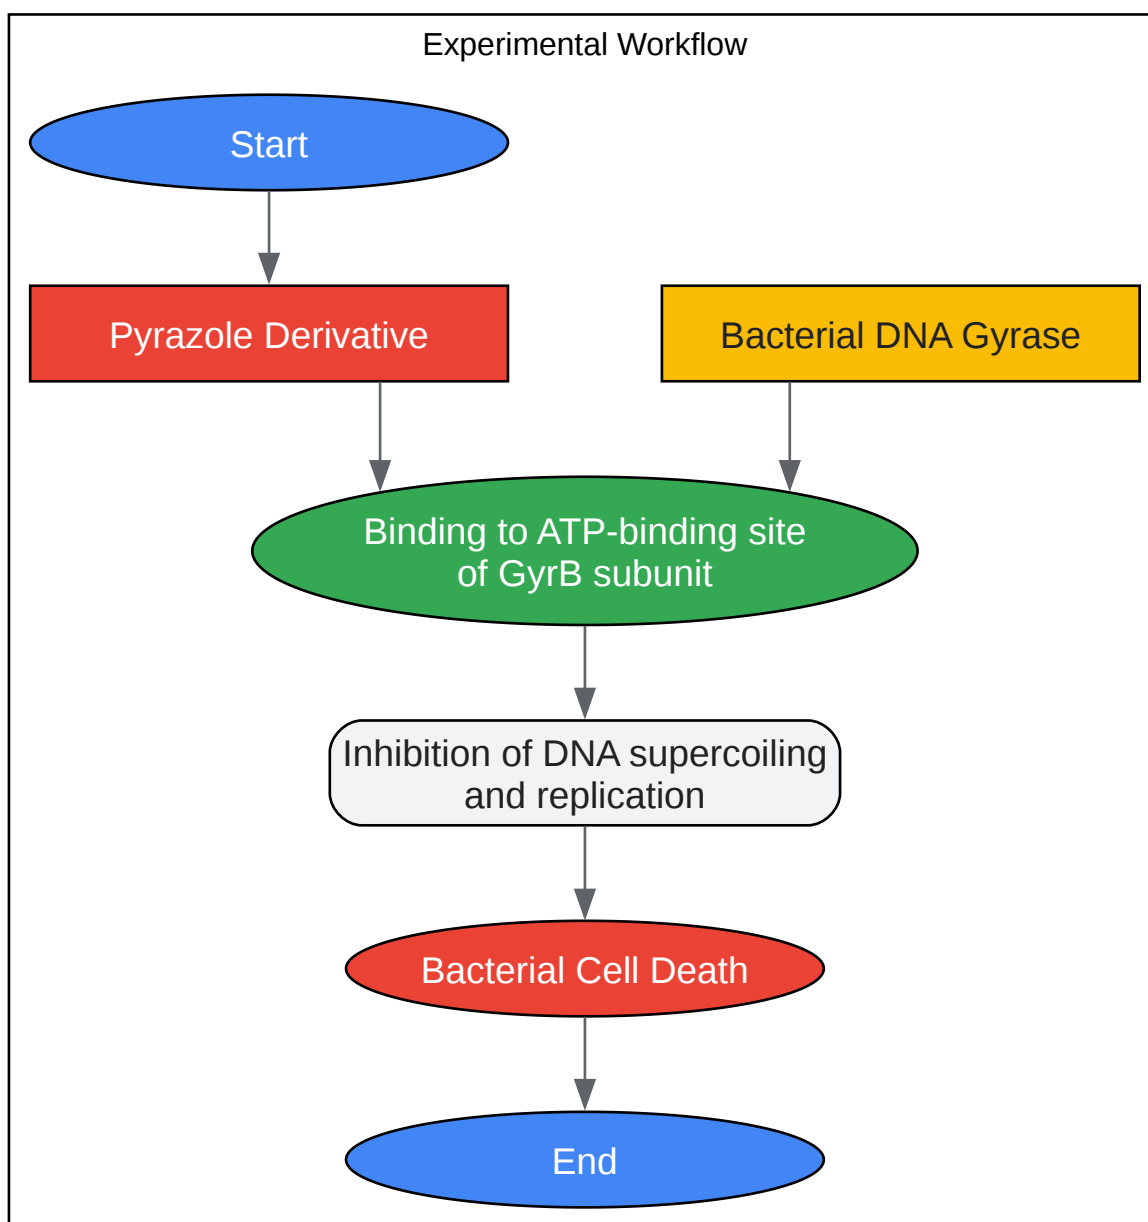 Experimental Workflow
Start
Pyrazole Derivative
Bacterial DNA Gyrase
Binding to ATP-binding site
of GyrB subunit
Inhibition of DNA supercoiling
and replication
Bacterial Cell Death
End